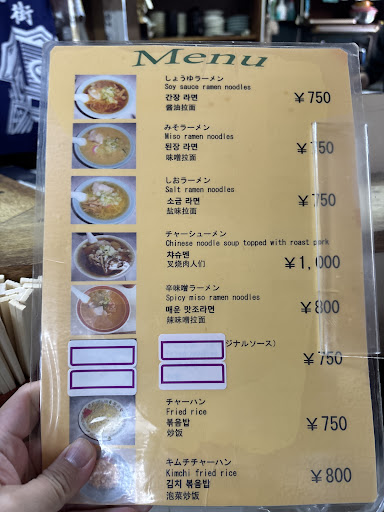 街
Menu
しょうゆラーメン
Soy sauce ramen noodles
간장 라면
醤油拉面
￥750
みそラーメン
Miso ramen noodles
된장 라면
味噌拉面
￥750
しおラーメン
Salt ramen noodles
소금 라면
盐味拉面
￥750
チャーシューメン
Chinese noodle soup topped with roast park
챠슈멘
叉烧肉人们
￥1,000
辛味噌ラーメン
Spicy miso ramen noodles
매운 맛조라면
辣味噌拉面
￥800
ジナルソース)
￥750
チャーハン
Fried rice
볶음밥
炒饭
￥750
キムチチャーハン
Kimchi fried rice
김치 볶음밥
泡菜炒饭
￥800